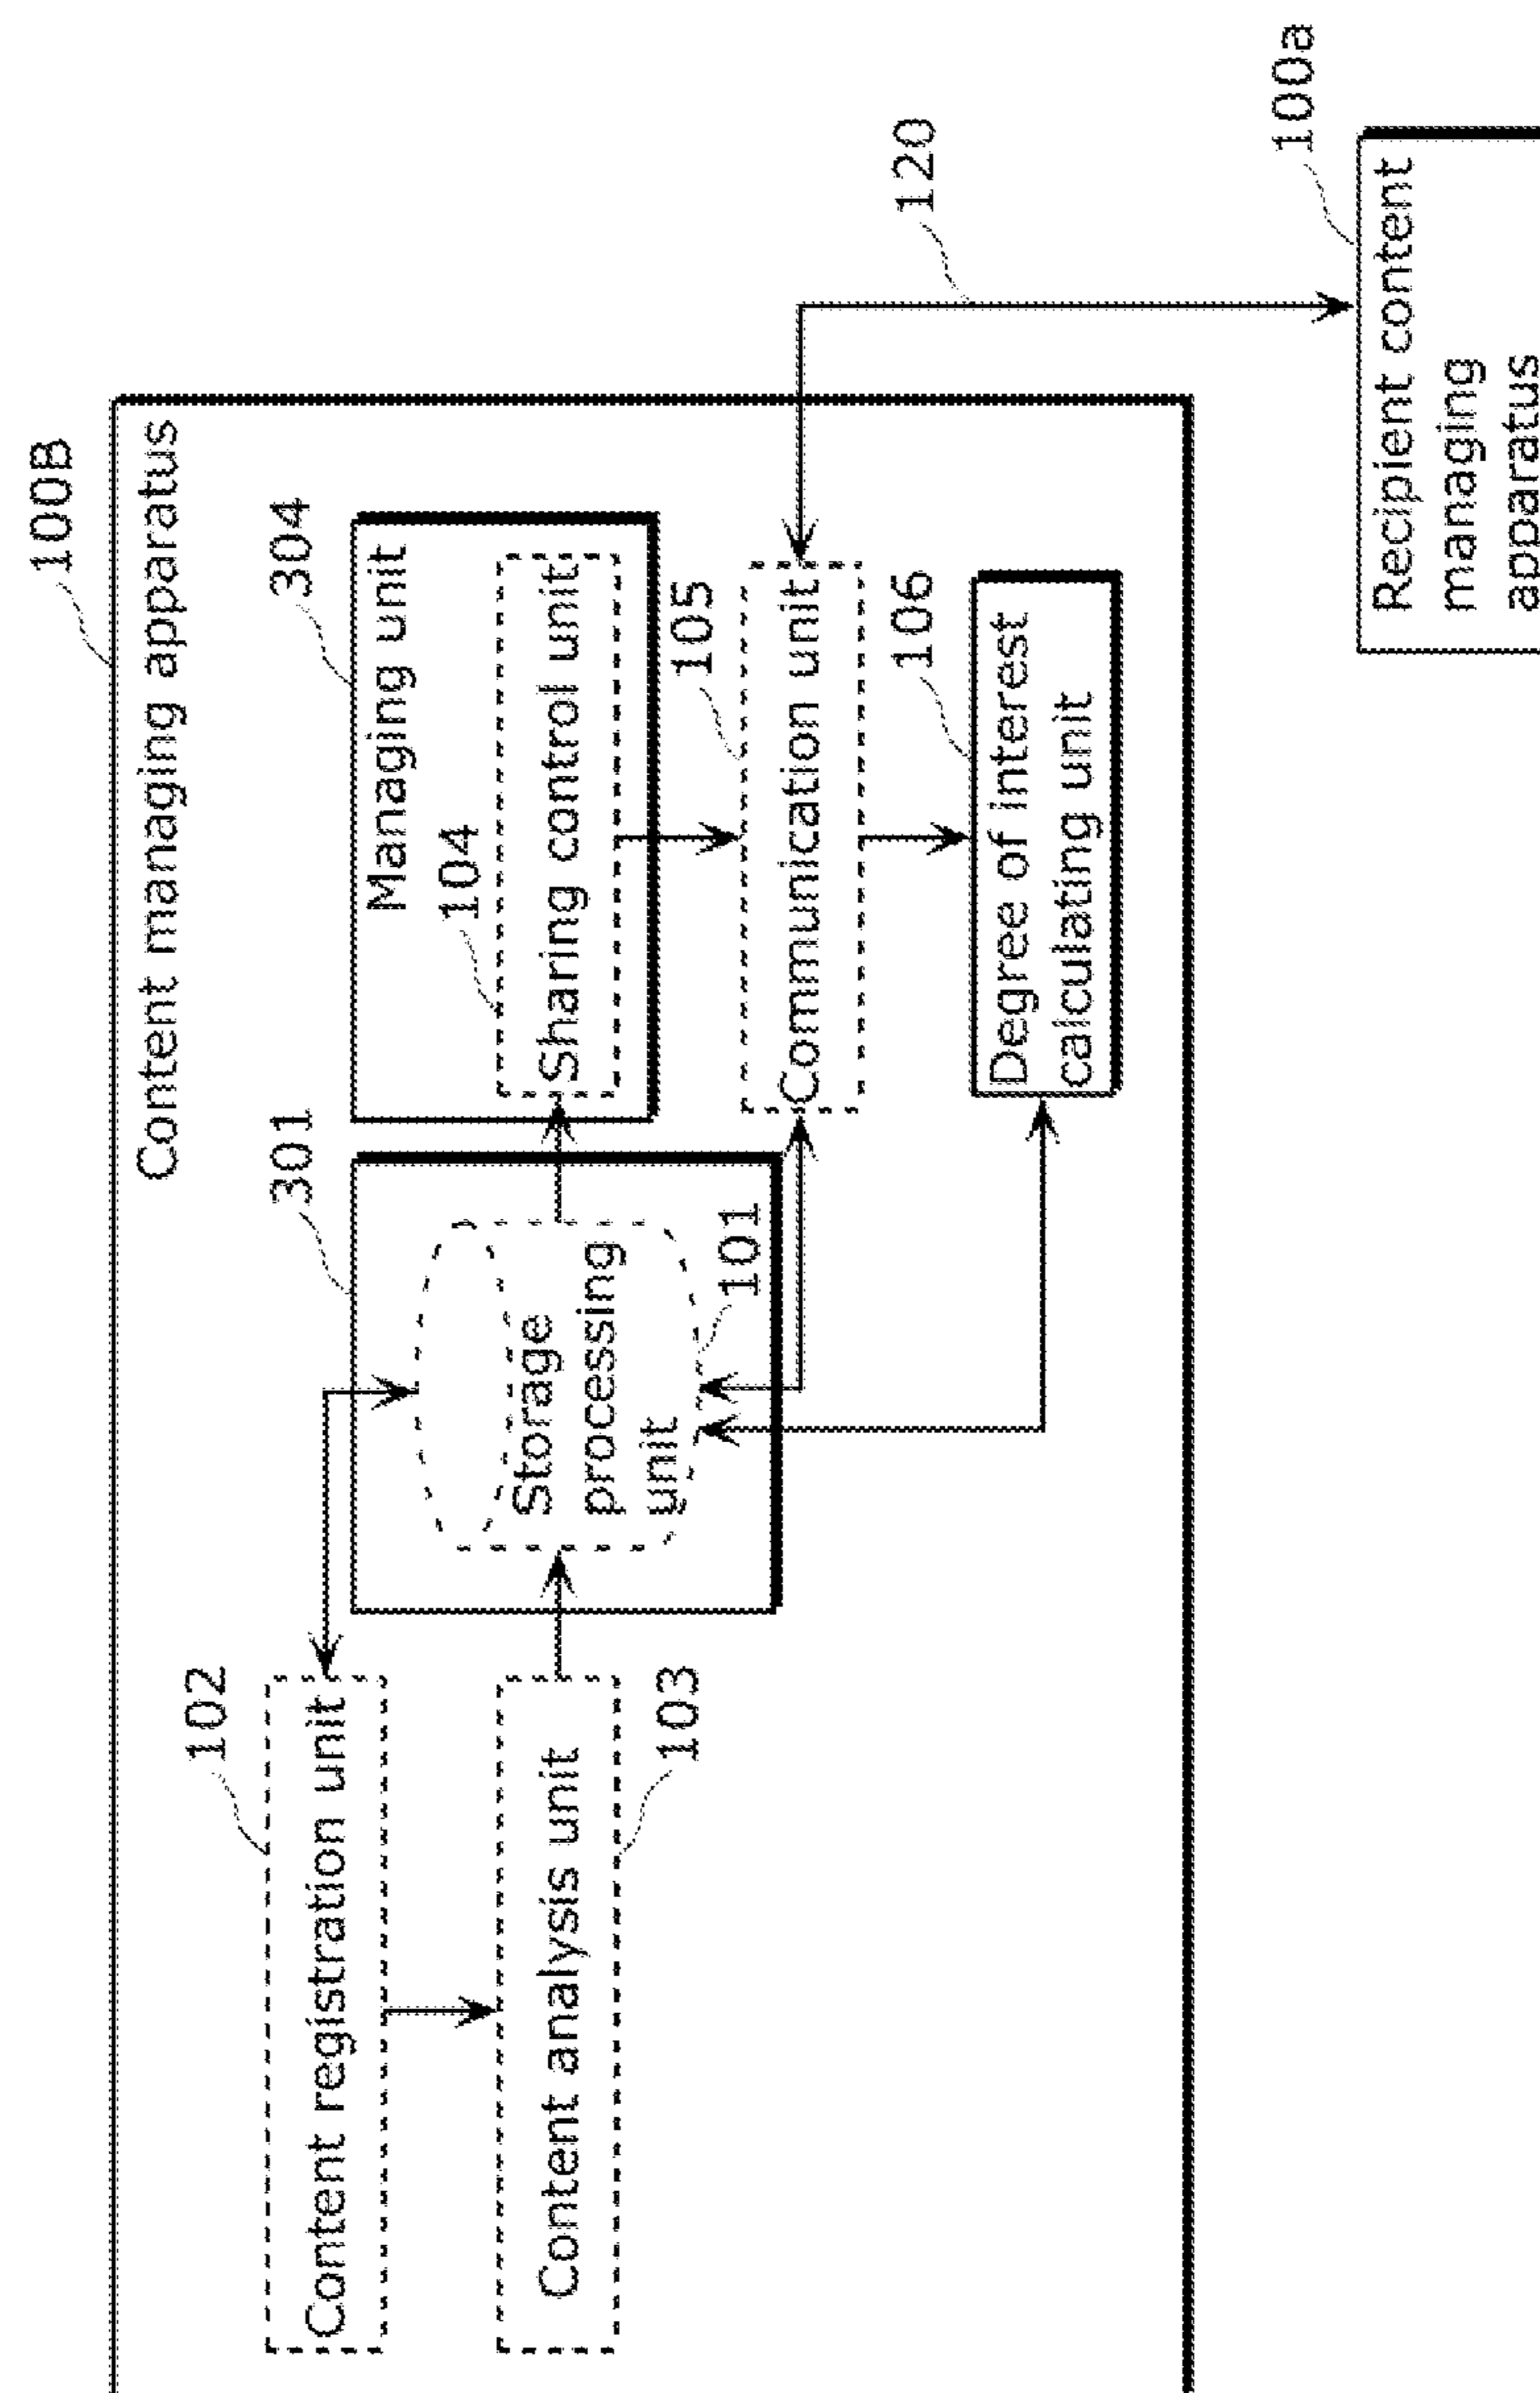 100B
Content managing apparatus
102
Content registration unit
301
304
Managing unit
104
Sharing control unit
Storage
processing
unit
101
Content analysis unit
103
105
Communication unit
120
106
Degree of interest
calculating unit
100a
Recipient content
managing
apparatus